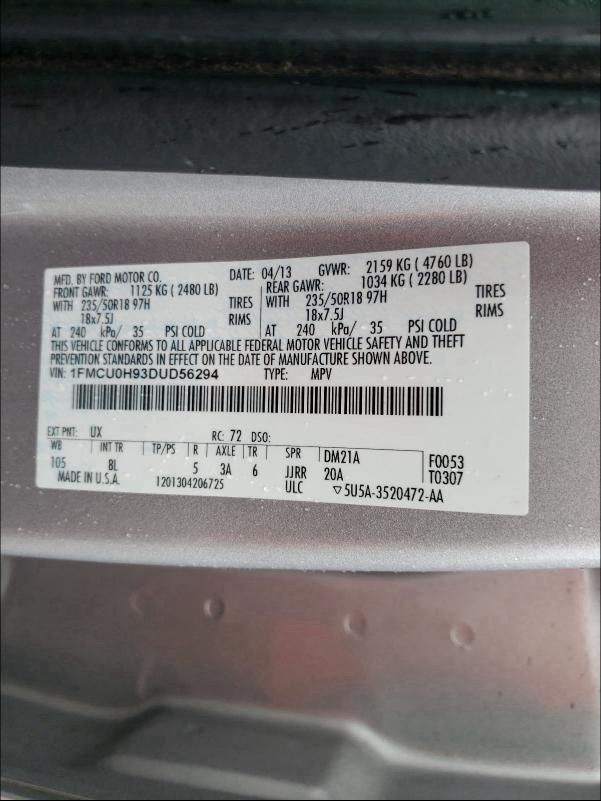 MFD. BY FORD MOTOR CO. DATE: 04/13 GVWR: 2159 KG ( 4760 LB)
FRONT GAWR: 1125 KG ( 2480 LB) REAR GAWR: 1034 KG ( 2280 LB)
WITH 235/50R18 97H TIRES WITH 235/50R18 97H TIRES
18x7.5J RIMS 18x7.5J RIMS
AT 240 kPa/ 35 PSI COLD AT 240 kPa/ 35 PSI COLD
THIS VEHICLE CONFORMS TO ALL APPLICABLE FEDERAL MOTOR VEHICLE SAFETY AND THEFT
PREVENTION STANDARDS IN EFFECT ON THE DATE OF MANUFACTURE SHOWN ABOVE.
VIN: 1FMCU0H93DUD56294 TYPE: MPV
EXT PNT: UX RC: 72 DSO:
WB INT TR TP/PS R AXLE TR SPR DM21A F0053
105 8L 5 3A 6 JJRR 20A T0307
MADE IN U.S.A. 1201304206725 ULC ▽5U5A-3520472-AA